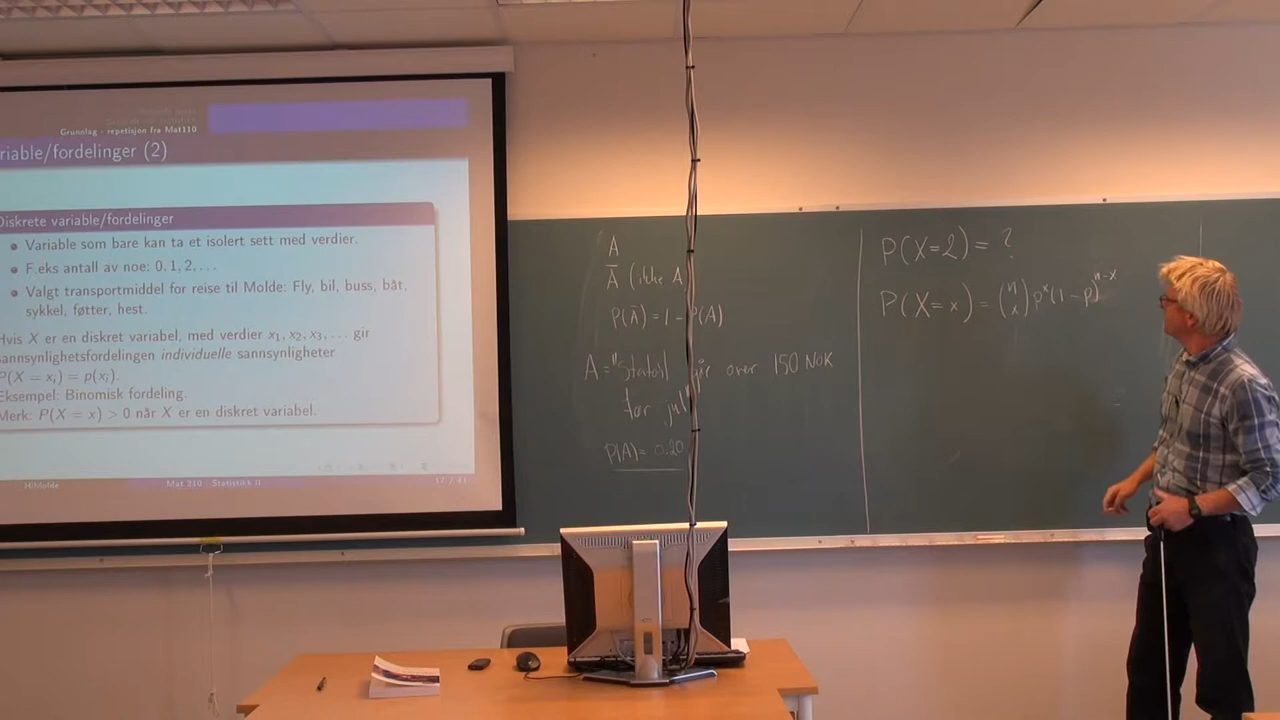 Grunnlag - repetisjon fra Mat110
riable/fordelinger (2)
Diskrete variable/fordelinger
Variable som bare kan ta et isolert sett med verdier.
F.eks antall av noe: 0, 1, 2, ...
Valgt transportmiddel for reise til Molde: Fly, bil, buss, båt,
sykkel, føtter, hest.
Hvis X er en diskret variabel, med verdier x₁, x₂, x₃, ... gir
sannsynlighetsfordelingen individuelle sannsynligheter
P(X = xᵢ) = p(xᵢ).
Eksempel: Binomisk fordeling.
Merk: P(X = x) > 0 når X er en diskret variabel.
HiMolde Mat 210 - Statistikk II 17 / 41
A
A̅ (ikke A
P(A̅) = 1 - P(A)
A = "Statoil går over 150 NOK
før jul"
P(A) = 0.20
P(X=2) = ?
P(X=x) = (n x) pˣ(1-p)ⁿ⁻ˣ